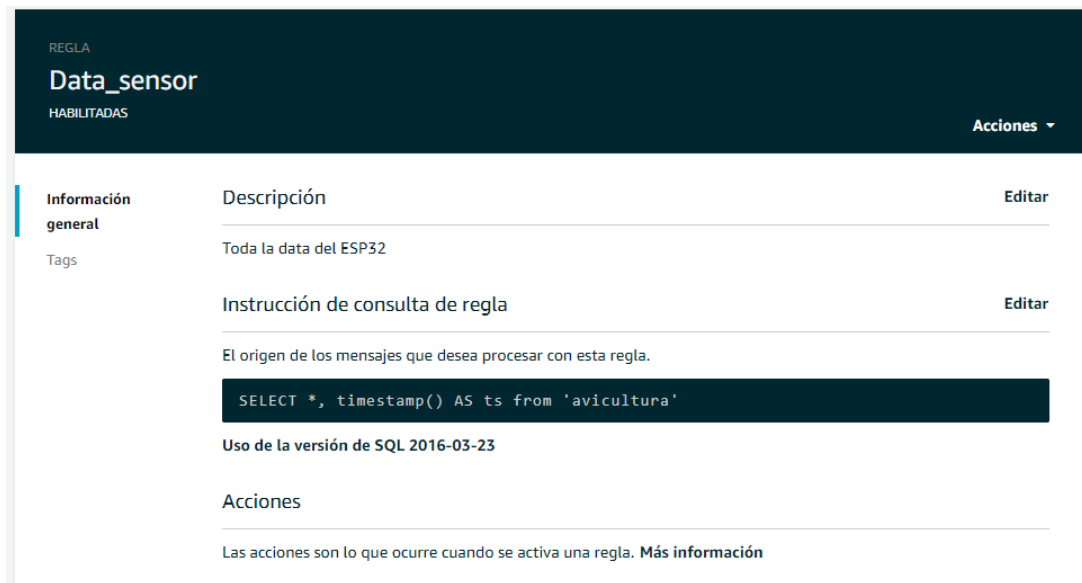 REGLA
Data_sensor
HABILITADAS
Acciones
Información
general
Tags
Descripción
Editar
Toda la data del ESP32
Instrucción de consulta de regla
Editar
El origen de los mensajes que desea procesar con esta regla.
SELECT *, timestamp() AS ts from 'avicultura'
Uso de la versión de SQL 2016-03-23
Acciones
Las acciones son lo que ocurre cuando se activa una regla. Más información